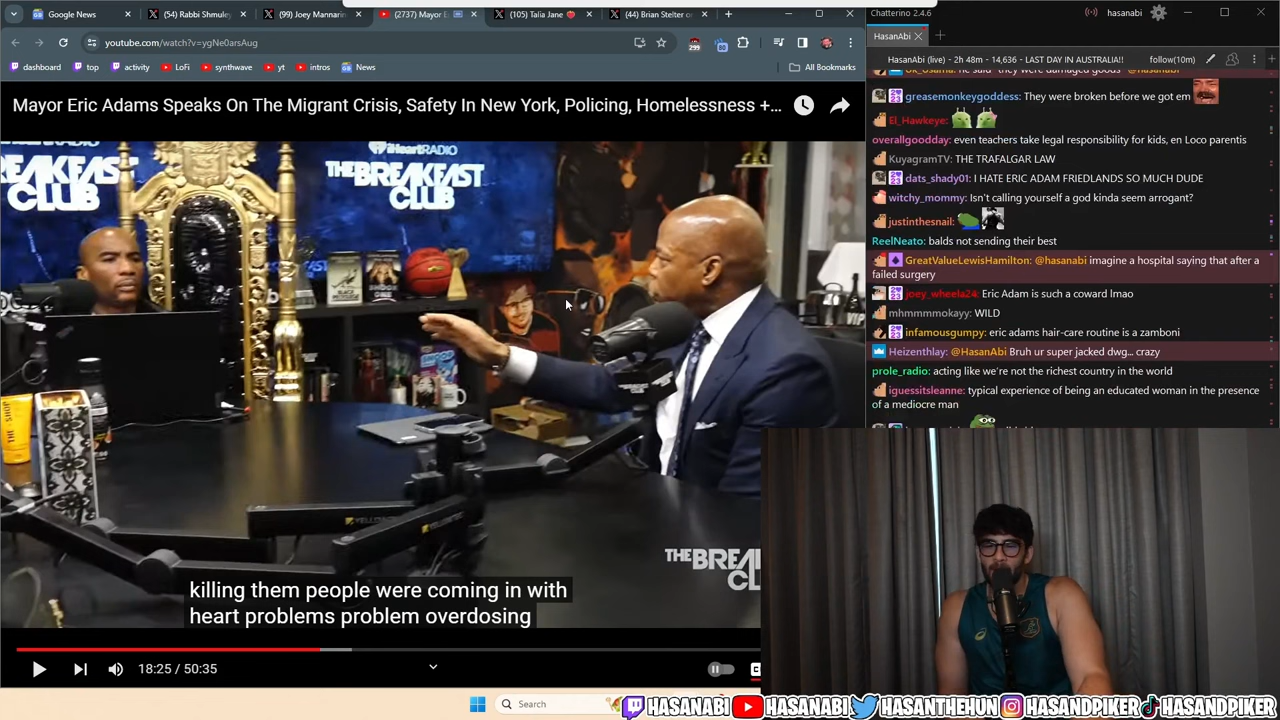 Google News
(54) Rabbi Shmule
(99) Joey Mannarin
(2737) Mayor E
(105) Talia Jane
(44) Brian Stelter o
youtube.com/watch?v=ygNe0arsAug
299
80
dashboard
top
activity
LoFi
synthwave
yt
intros
News
All Bookmarks
Mayor Eric Adams Speaks On The Migrant Crisis, Safety In New York, Policing, Homelessness +...
iHeartRADIO
THE BREAKFAST CLUB
BREAKFAST
CLUB
killing them people were coming in with
heart problems problem overdosing
18:25 / 50:35
Chatterino 2.4.6
hasanabi
HasanAbi
HasanAbi (live) - 2h 48m - 14,636 - LAST DAY IN AUSTRALIA!!
follow(10m)
greasemonkeygoddess: They were broken before we got em
El_Hawkeye:
overallgoodday: even teachers take legal responsibility for kids, en Loco parentis
KuyagramTV: THE TRAFALGAR LAW
dats_shady01: I HATE ERIC ADAM FRIEDLANDS SO MUCH DUDE
witchy_mommy: Isn't calling yourself a god kinda seem arrogant?
justinthesnail:
ReelNeato: balds not sending their best
GreatValueLewisHamilton: @hasanabi imagine a hospital saying that after a
failed surgery
joey_wheela24: Eric Adam is such a coward lmao
mhmmmmokayy: WILD
infamousgumpy: eric adams hair-care routine is a zamboni
Heizenthlay: @HasanAbi Bruh ur super jacked dwg... crazy
prole_radio: acting like we're not the richest country in the world
iguessitsleanne: typical experience of being an educated woman in the presence
of a mediocre man
Search
HASANABI
HASANABI
HASANTHEHUN
HASANDPIKER
HASANDPIKER